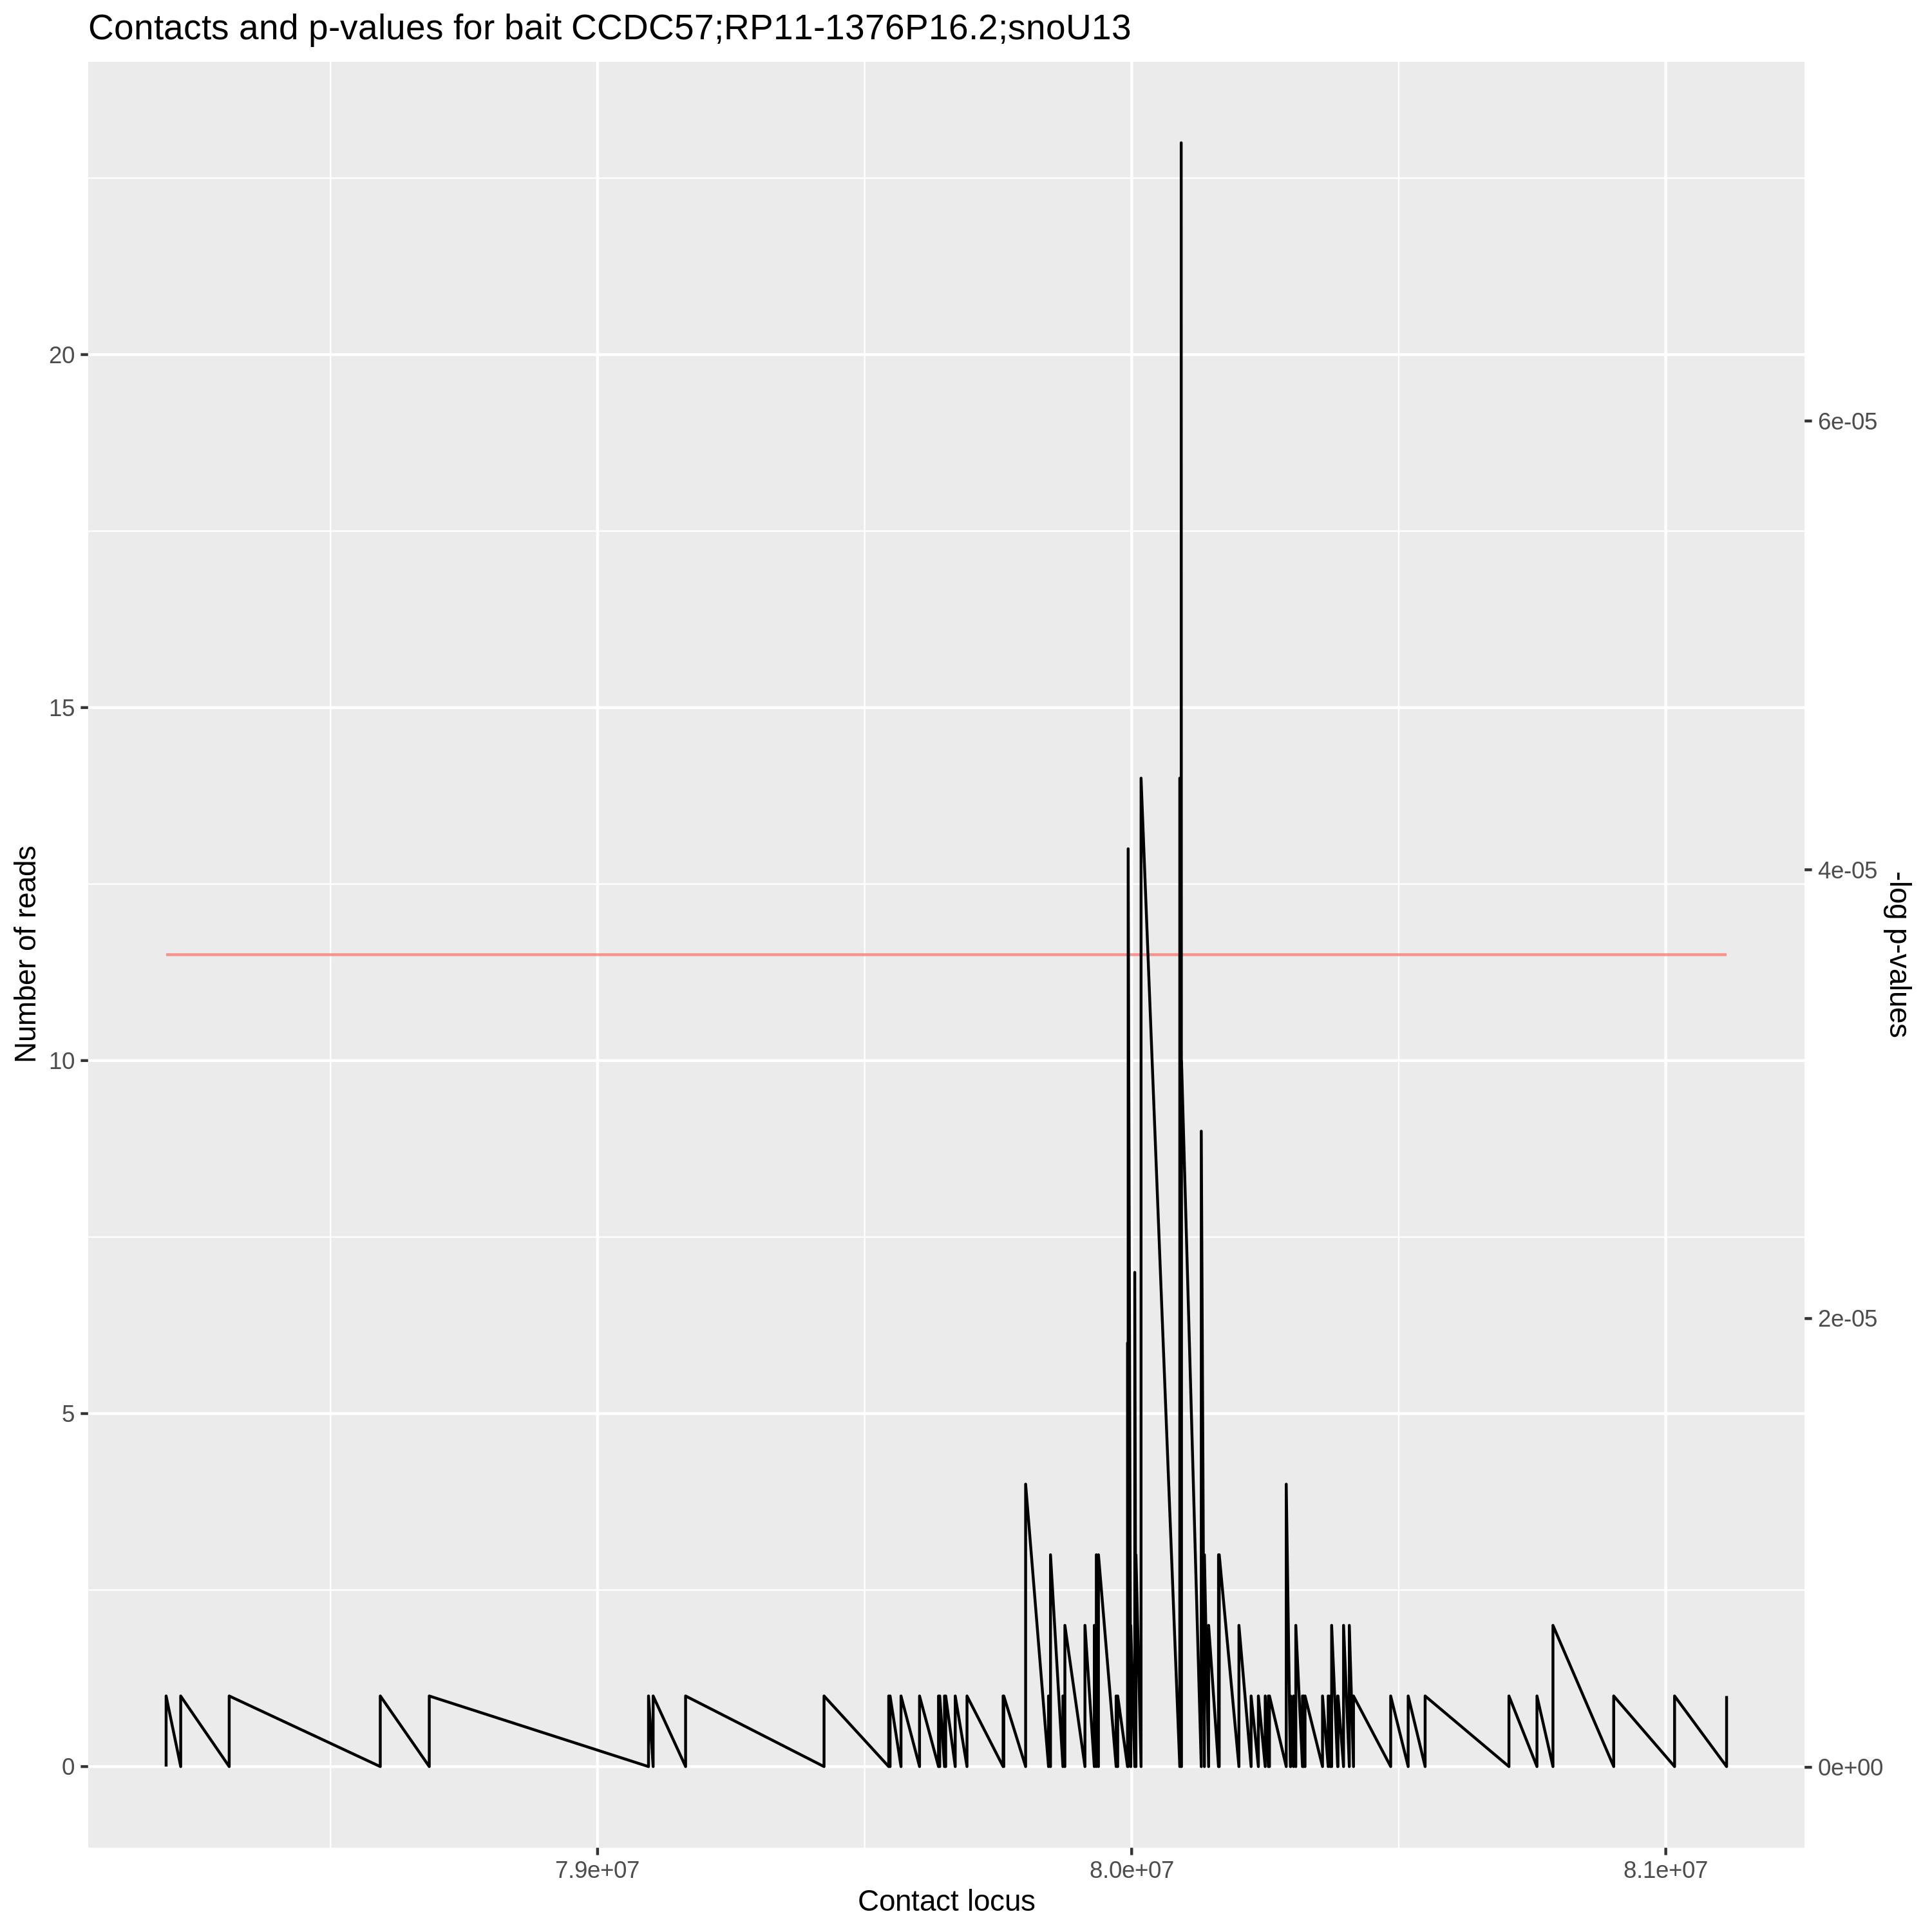 Contacts and p-values for bait CCDC57;RP11-1376P16.2;snoU13
20
15
10
5
0
Number of reads
6e-05
4e-05
2e-05
0e+00
-log p-values
7.9e+07 8.0e+07 8.1e+07
Contact locus